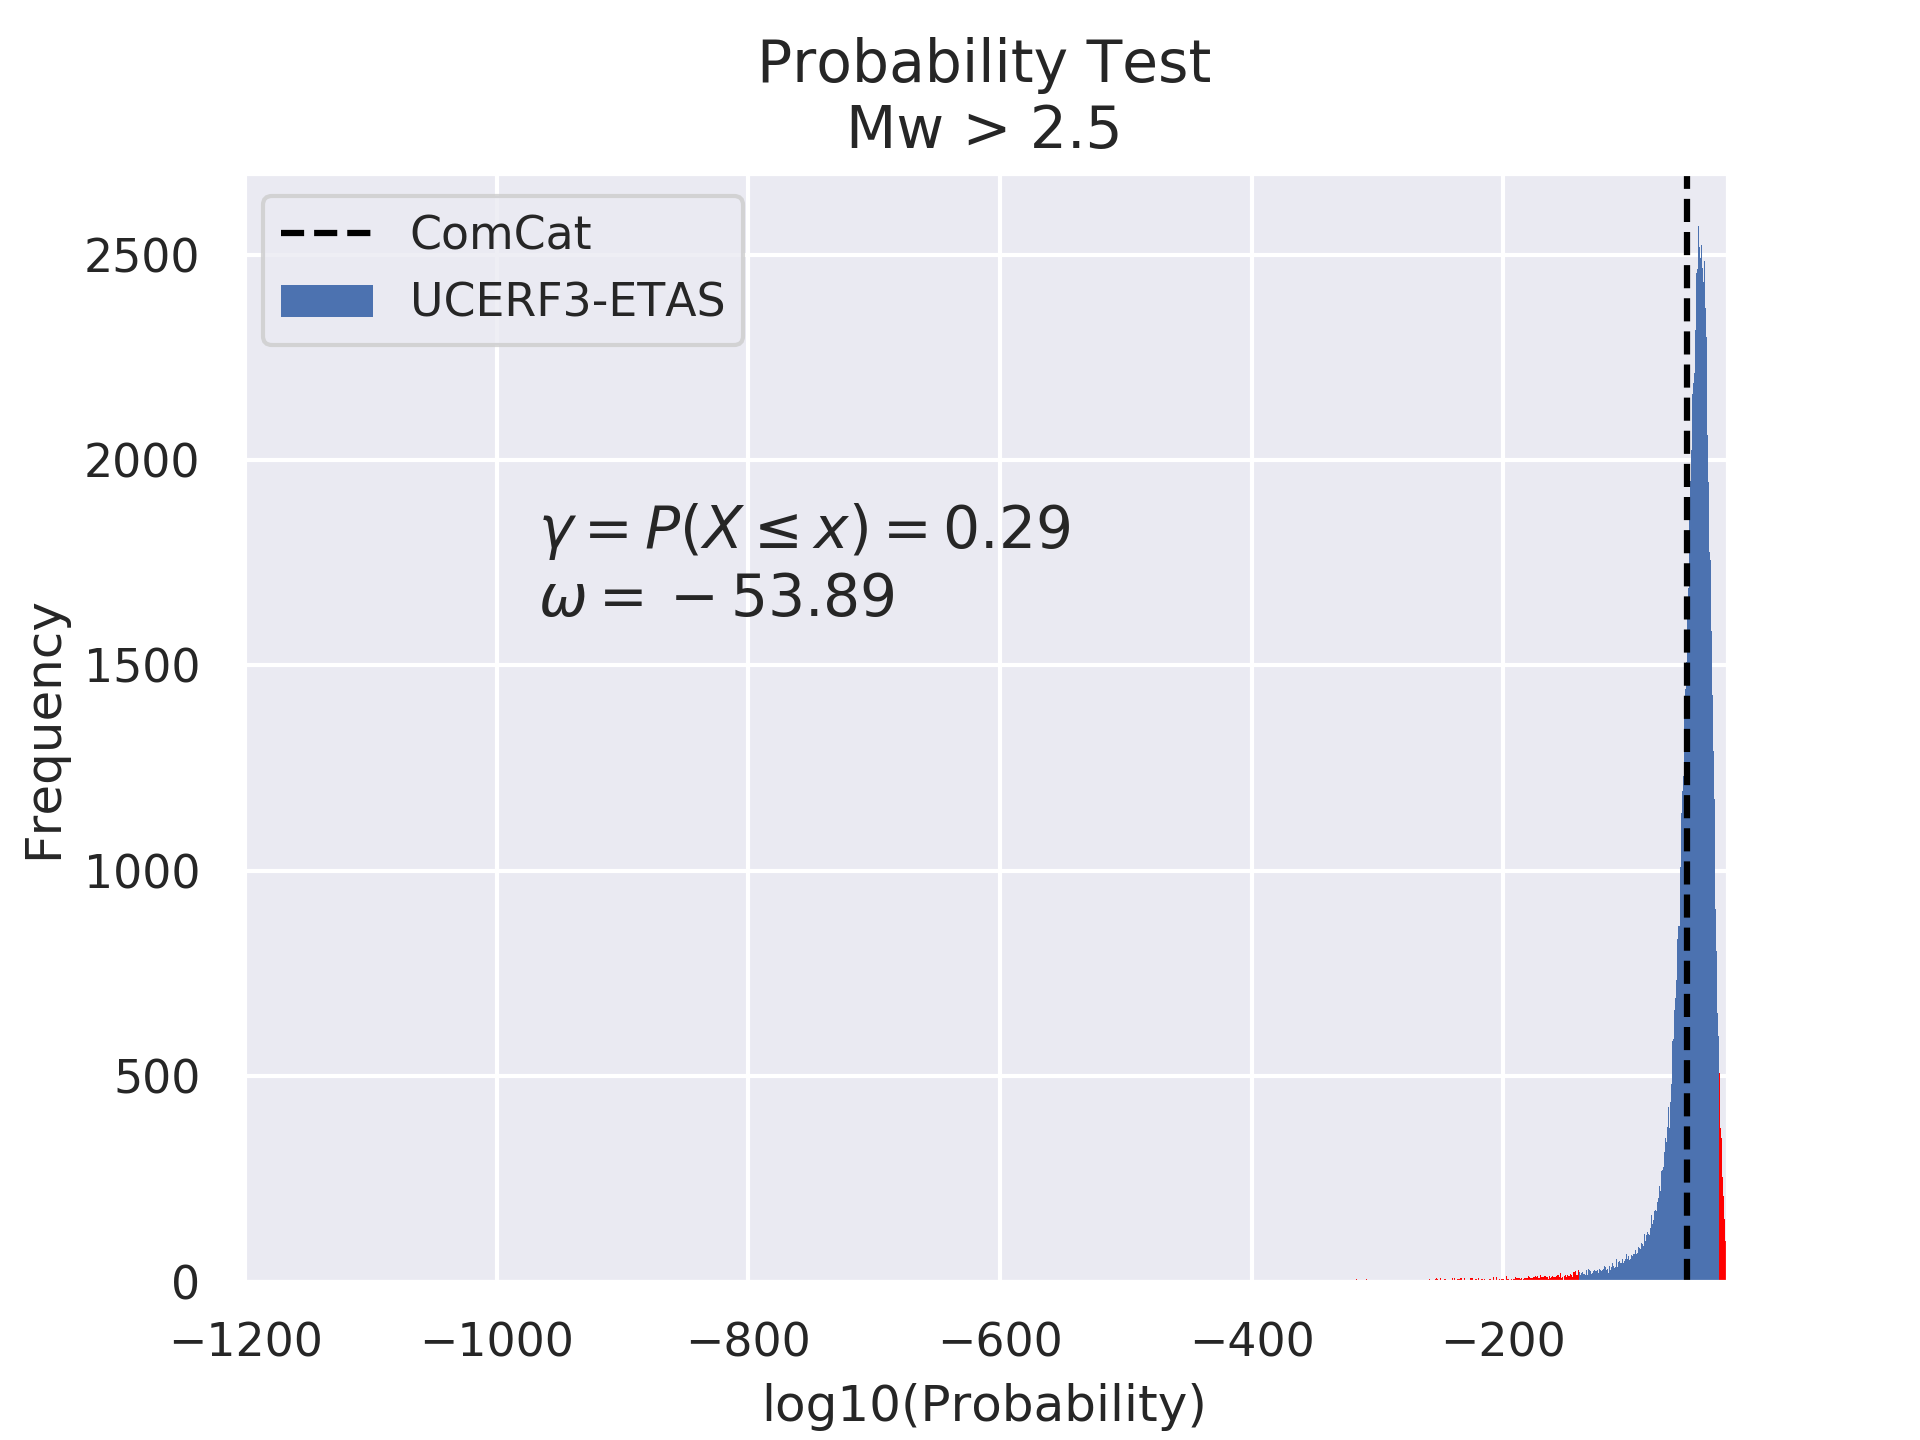 Probability Test
Mw > 2.5
ComCat
UCERF3-ETAS
γ = P(X ≤ x) = 0.29
ω = − 53.89
Frequency
2500
2000
1500
1000
500
0
−1200 −1000 −800 −600 −400 −200
log10(Probability)